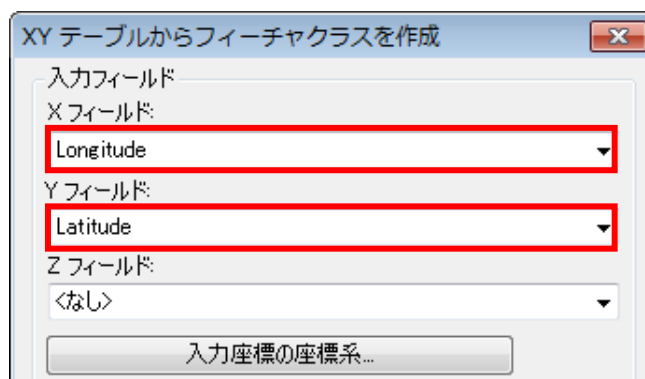 XY テーブルからフィーチャクラスを作成
入力フィールド
X フィールド:
Longitude
Y フィールド:
Latitude
Z フィールド:
<なし>
入力座標の座標系...